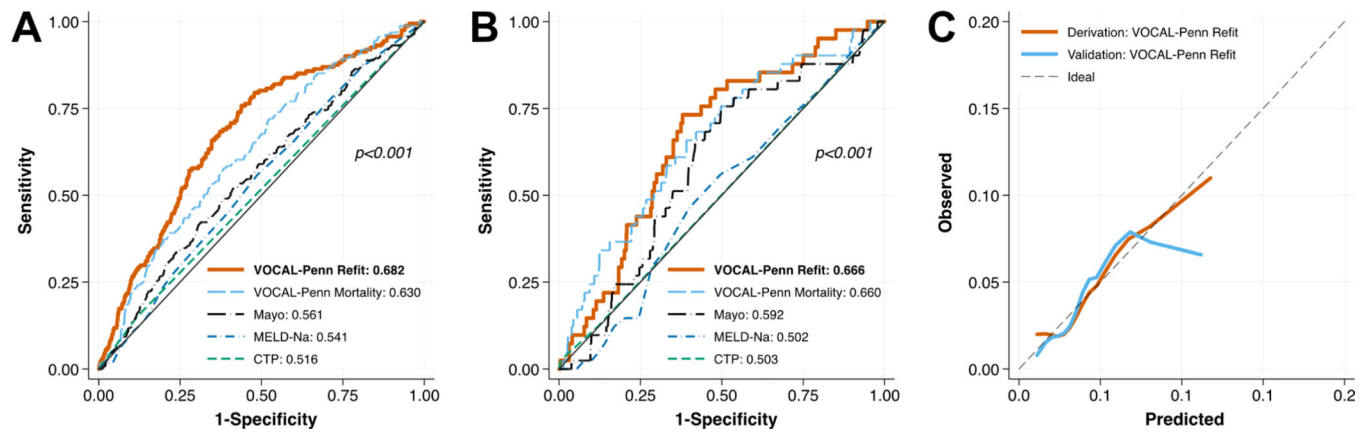 A
1.00
0.75
0.50
0.25
0.00
Sensitivity
p<0.001
VOCAL-Penn Refit: 0.682
VOCAL-Penn Mortality: 0.630
Mayo: 0.561
MELD-Na: 0.541
CTP: 0.516
0.00 0.25 0.50 0.75 1.00
1-Specificity
B
1.00
0.75
0.50
0.25
0.00
Sensitivity
p<0.001
VOCAL-Penn Refit: 0.666
VOCAL-Penn Mortality: 0.660
Mayo: 0.592
MELD-Na: 0.502
CTP: 0.503
0.00 0.25 0.50 0.75 1.00
1-Specificity
C
0.20
0.15
0.10
0.05
0.00
Observed
Derivation: VOCAL-Penn Refit
Validation: VOCAL-Penn Refit
Ideal
0.0 0.1 0.1 0.1 0.2
Predicted